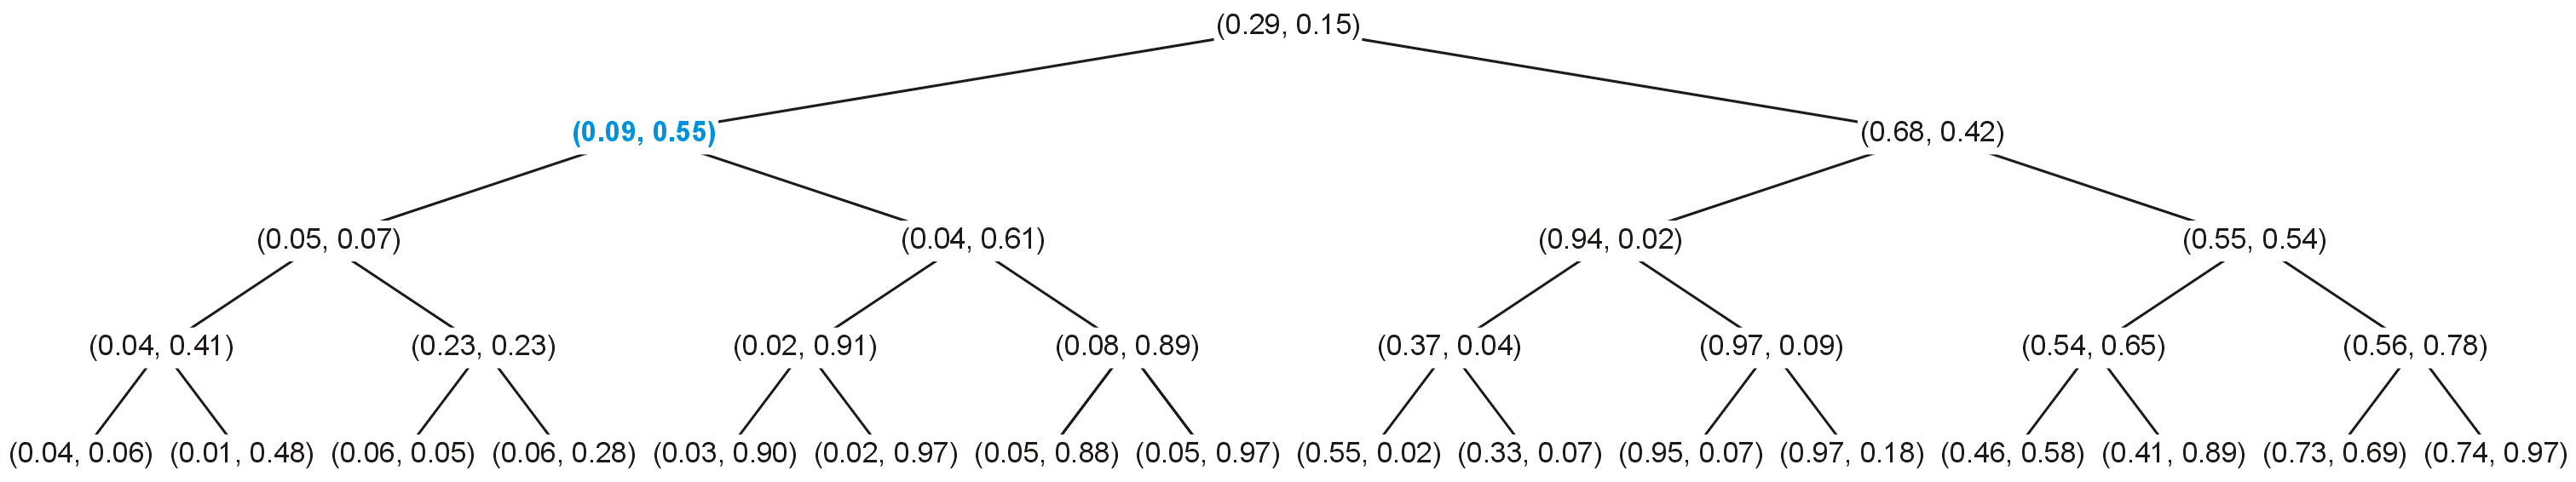 (0.29, 0.15)
(0.09, 0.55) (0.68, 0.42)
(0.05, 0.07) (0.04, 0.61) (0.94, 0.02) (0.55, 0.54)
(0.04, 0.41) (0.23, 0.23) (0.02, 0.91) (0.08, 0.89) (0.37, 0.04) (0.97, 0.09) (0.54, 0.65) (0.56, 0.78)
(0.04, 0.06) (0.01, 0.48) (0.06, 0.05) (0.06, 0.28) (0.03, 0.90) (0.02, 0.97) (0.05, 0.88) (0.05, 0.97) (0.55, 0.02) (0.33, 0.07) (0.95, 0.07) (0.97, 0.18) (0.46, 0.58) (0.41, 0.89) (0.73, 0.69) (0.74, 0.97)